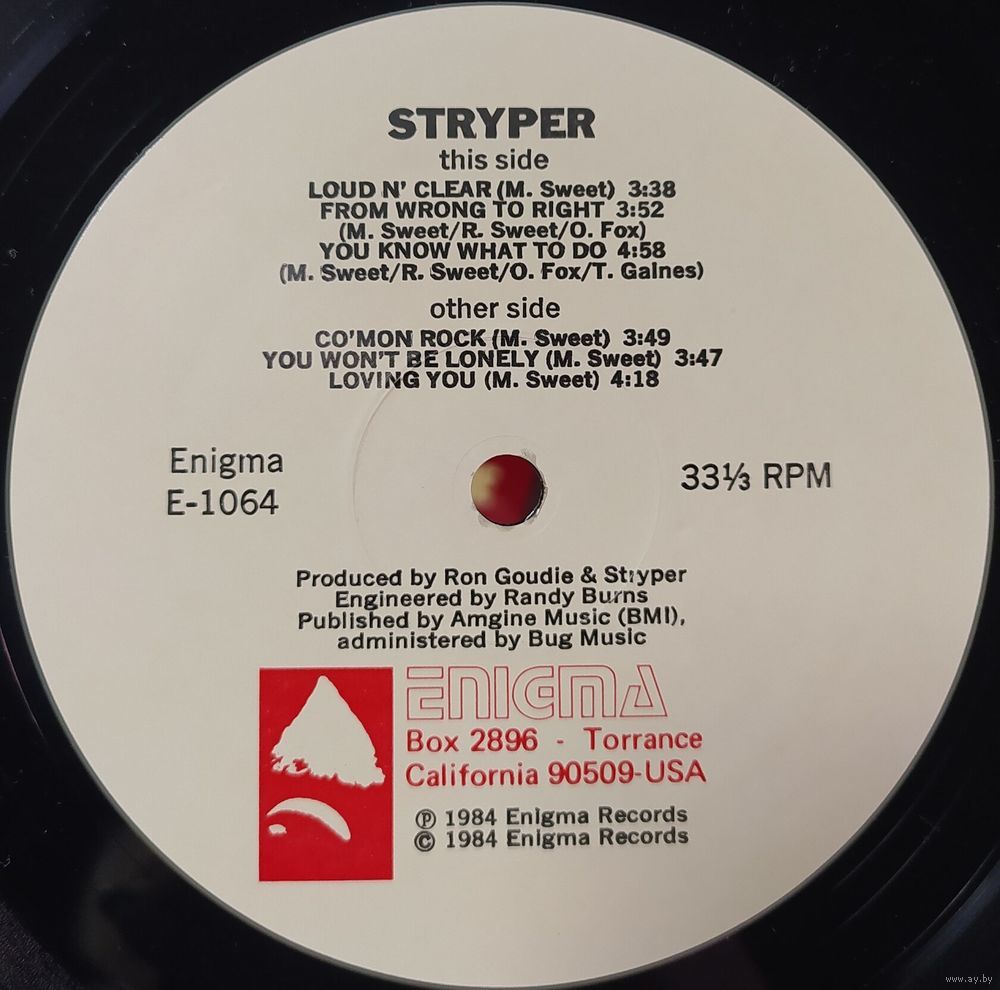 STRYPER
this side
LOUD N' CLEAR (M. Sweet) 3:38
FROM WRONG TO RIGHT 3:52
(M. Sweet/R. Sweet/O. Fox)
YOU KNOW WHAT TO DO 4:58
(M. Sweet/R. Sweet/O. Fox/T. Gaines)
other side
CO'MON ROCK (M. Sweet) 3:49
YOU WON'T BE LONELY (M. Sweet) 3:47
LOVING YOU (M. Sweet) 4:18
Enigma
E-1064
33⅓ RPM
Produced by Ron Goudie & Stryper
Engineered by Randy Burns
Published by Amgine Music (BMI),
administered by Bug Music
ENIGMA
Box 2896 - Torrance
California 90509-USA
℗ 1984 Enigma Records
© 1984 Enigma Records
www.ay.by